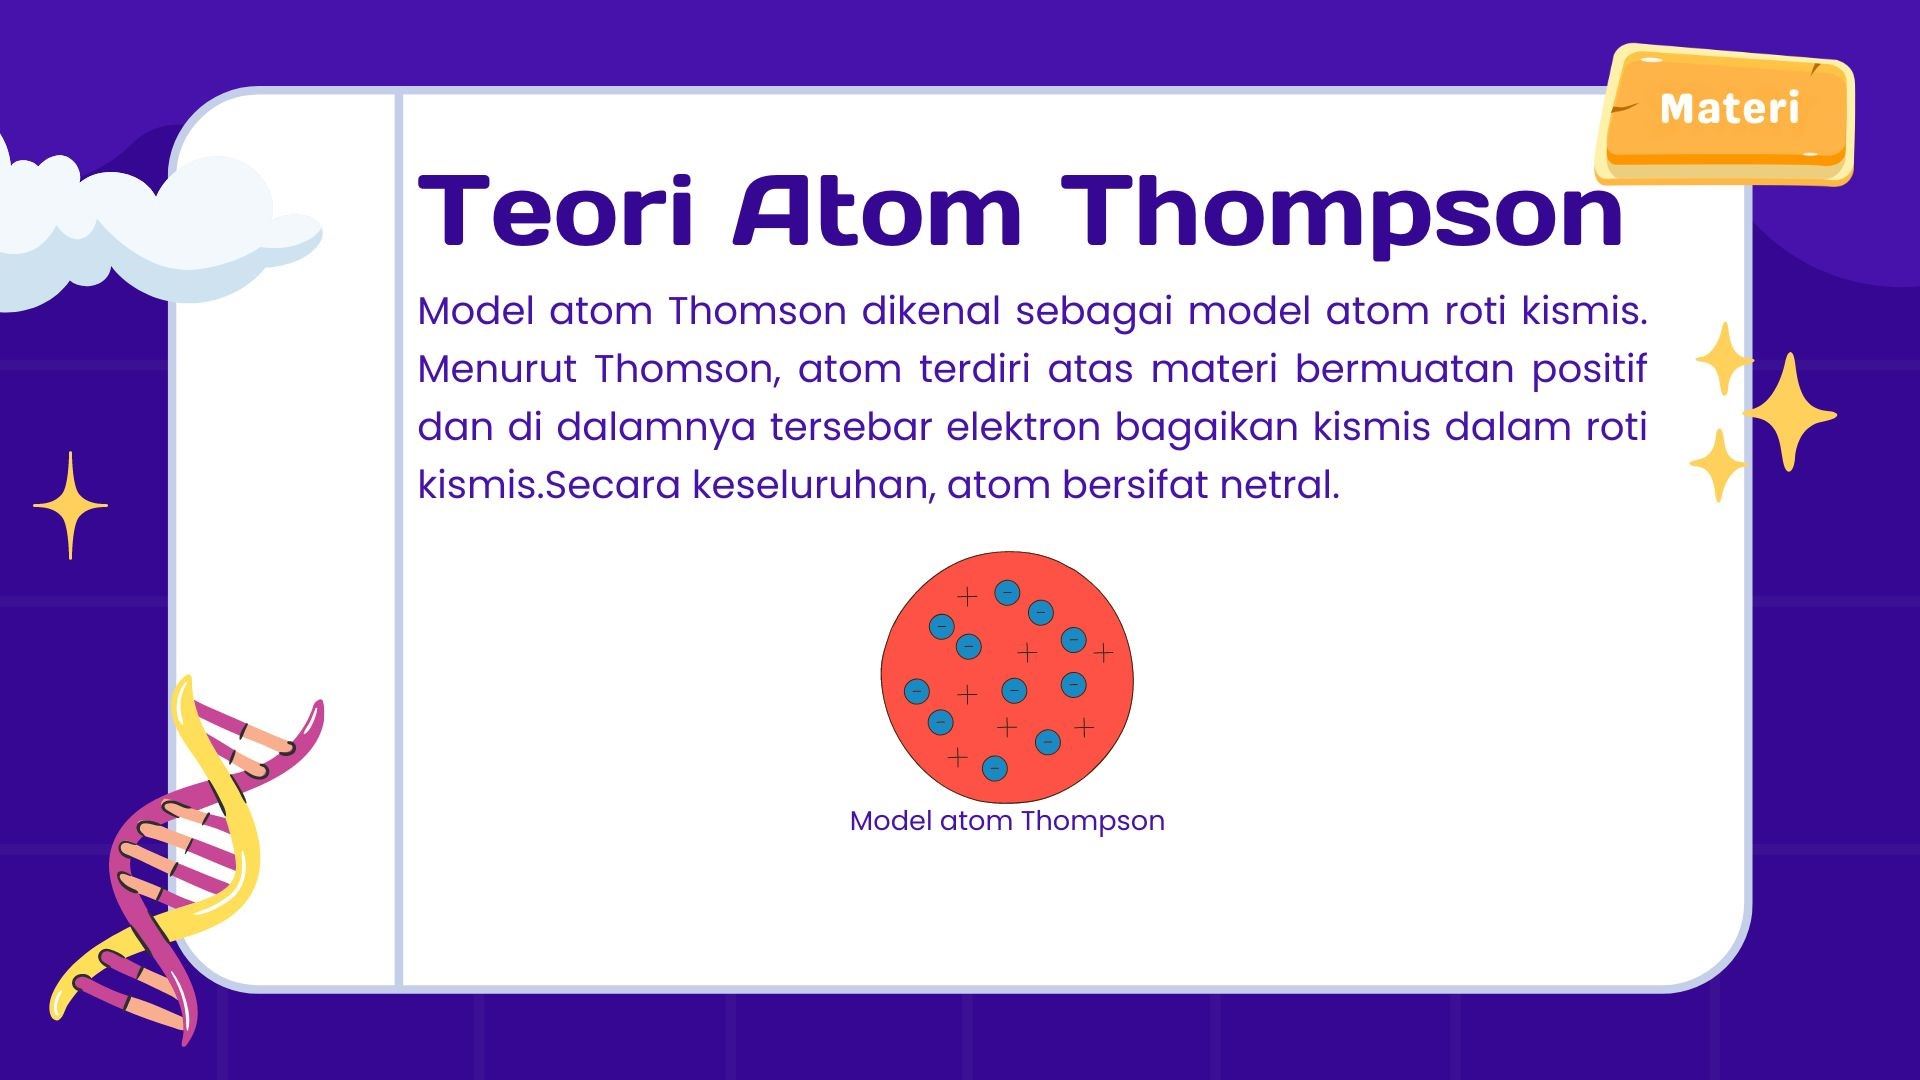 Materi
Teori Atom Thompson
Model atom Thomson dikenal sebagai model atom roti kismis.
Menurut Thomson, atom terdiri atas materi bermuatan positif
dan di dalamnya tersebar elektron bagaikan kismis dalam roti
kismis.Secara keseluruhan, atom bersifat netral.
Model atom Thompson